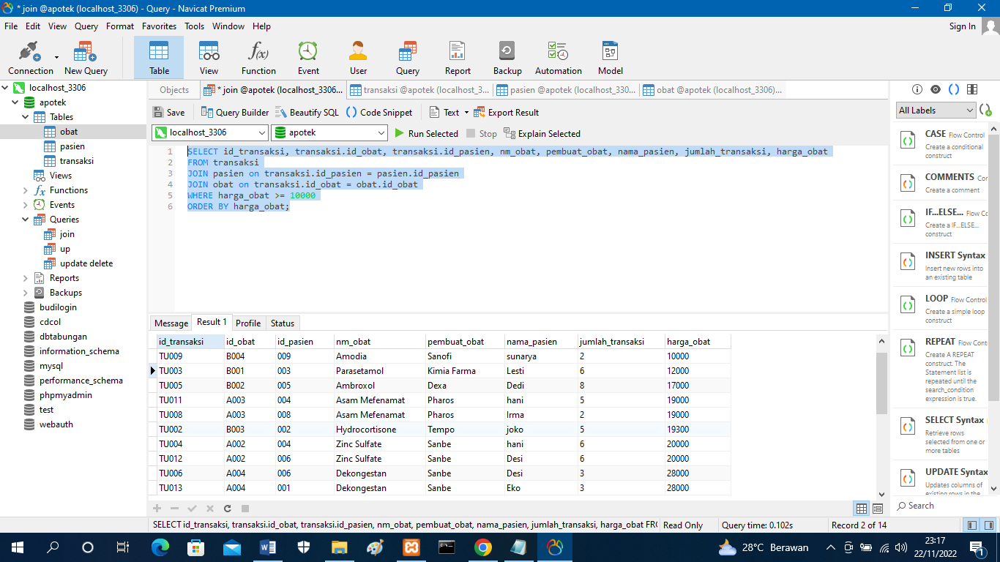 * join @apotek (localhost_3306) - Query - Navicat Premium
File Edit View Query Format Favorites Tools Window Help
Sign In
Connection New Query Table View Function Event User Query Report Backup Automation Model
localhost_3306
apotek
Tables
obat
pasien
transaksi
Views
Functions
Events
Queries
join
up
update delete
Reports
Backups
budilogin
cdcol
dbtabungan
information_schema
mysql
performance_schema
phpmyadmin
test
webauth
Objects * join @apotek (localhost_3306... transaksi @apotek (localhost_3... pasien @apotek (localhost_330... obat @apotek (localhost_3306)...
Save Query Builder Beautify SQL () Code Snippet Text Export Result
localhost_3306 apotek Run Selected Stop Explain Selected
1 SELECT id_transaksi, transaksi.id_obat, transaksi.id_pasien, nm_obat, pembuat_obat, nama_pasien, jumlah_transaksi, harga_obat
2 FROM transaksi
3 JOIN pasien on transaksi.id_pasien = pasien.id_pasien
4 JOIN obat on transaksi.id_obat = obat.id_obat
5 WHERE harga_obat >= 10000
6 ORDER BY harga_obat;
Message Result 1 Profile Status
id_transaksi id_obat id_pasien nm_obat pembuat_obat nama_pasien jumlah_transaksi harga_obat
TU009 B004 009 Amodia Sanofi sunarya 2 10000
TU003 B001 003 Parasetamol Kimia Farma Lesti 6 12000
TU005 B002 005 Ambroxol Dexa Dedi 8 17000
TU011 A003 004 Asam Mefenamat Pharos hani 5 19000
TU008 A003 008 Asam Mefenamat Pharos Irma 2 19000
TU002 B003 002 Hydrocortisone Tempo joko 5 19300
TU004 A002 004 Zinc Sulfate Sanbe hani 6 20000
TU012 A002 006 Zinc Sulfate Sanbe Desi 6 20000
TU006 A004 006 Dekongestan Sanbe Desi 3 28000
TU013 A004 001 Dekongestan Sanbe Eko 3 28000
All Labels
CASE Flow Control
Create a conditional
construct
COMMENTS Cor
Create a comment
IF...ELSE... Flow Co
Create a IF...ELSE...
construct
INSERT Syntax
Insert new rows into
an existing table
LOOP Flow Control
Create a simple loop
construct
REPEAT Flow Cont
Create A REPEAT
construct. The
Statement list is
repeated until the
search_condition
expression is true.
SELECT Syntax
Retrieve rows
selected from one or
more tables
UPDATE Syntax
Updates columns of
existing rows in the
Search
SELECT id_transaksi, transaksi.id_obat, transaksi.id_pasien, nm_obat, pembuat_obat, nama_pasien, jumlah_transaksi, harga_obat FRO Read Only Query time: 0.102s Record 2 of 14
28°C Berawan
23:17
22/11/2022
1